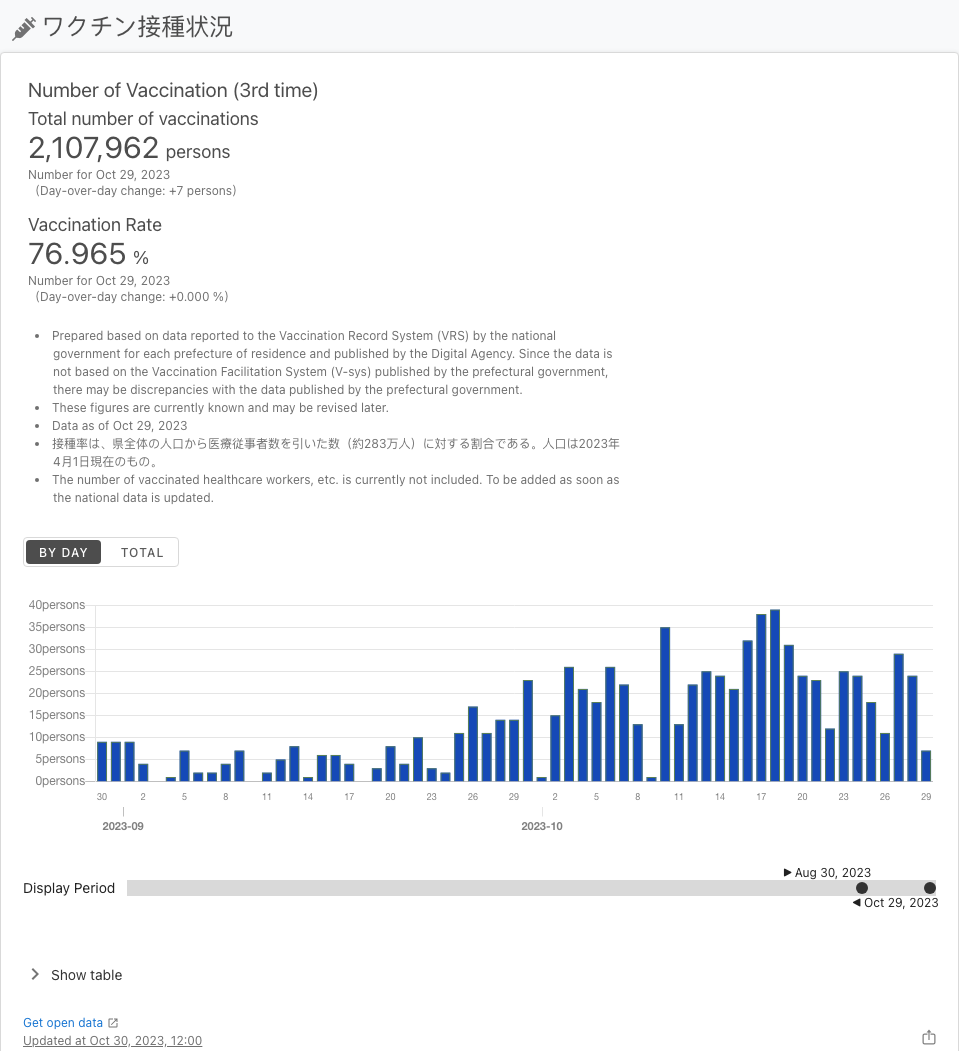 ワクチン接種状況
Number of Vaccination (3rd time)
Total number of vaccinations
2,107,962 persons
Number for Oct 29, 2023
(Day-over-day change: +7 persons)
Vaccination Rate
76.965 %
Number for Oct 29, 2023
(Day-over-day change: +0.000 %)
• Prepared based on data reported to the Vaccination Record System (VRS) by the national
government for each prefecture of residence and published by the Digital Agency. Since the data is
not based on the Vaccination Facilitation System (V-sys) published by the prefectural government,
there may be discrepancies with the data published by the prefectural government.
• These figures are currently known and may be revised later.
• Data as of Oct 29, 2023
• 接種率は、県全体の人口から医療従事者数を引いた数（約283万人）に対する割合である。人口は2023年
4月1日現在のもの。
• The number of vaccinated healthcare workers, etc. is currently not included. To be added as soon as
the national data is updated.
BY DAY TOTAL
40persons
35persons
30persons
25persons
20persons
15persons
10persons
5persons
0persons
30 2 5 8 11 14 17 20 23 26 29 2 5 8 11 14 17 20 23 26 29
2023-09 2023-10
Aug 30, 2023
Display Period
Oct 29, 2023
Show table
Get open data
Updated at Oct 30, 2023, 12:00